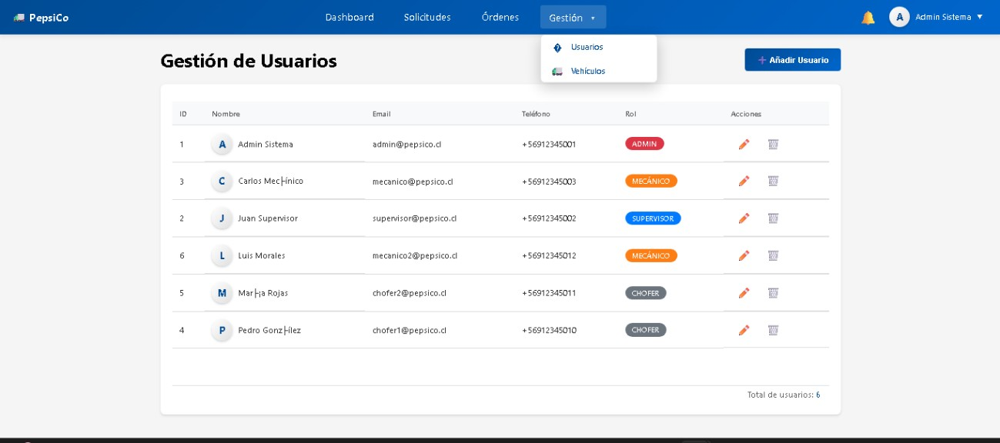 PepsiCo Dashboard Solicitudes Órdenes Gestión ▾ A Admin Sistema ▼
Usuarios
Vehículos
Gestión de Usuarios
+ Añadir Usuario
ID Nombre Email Teléfono Rol Acciones
1 A Admin Sistema admin@pepsico.cl +56912345001 ADMIN
3 C Carlos Mec├ínico mecanico@pepsico.cl +56912345003 MECÁNICO
2 J Juan Supervisor supervisor@pepsico.cl +56912345002 SUPERVISOR
6 L Luis Morales mecanico2@pepsico.cl +56912345012 MECÁNICO
5 M Mar├¡a Rojas chofer2@pepsico.cl +56912345011 CHOFER
4 P Pedro Gonz├ílez chofer1@pepsico.cl +56912345010 CHOFER
Total de usuarios: 6